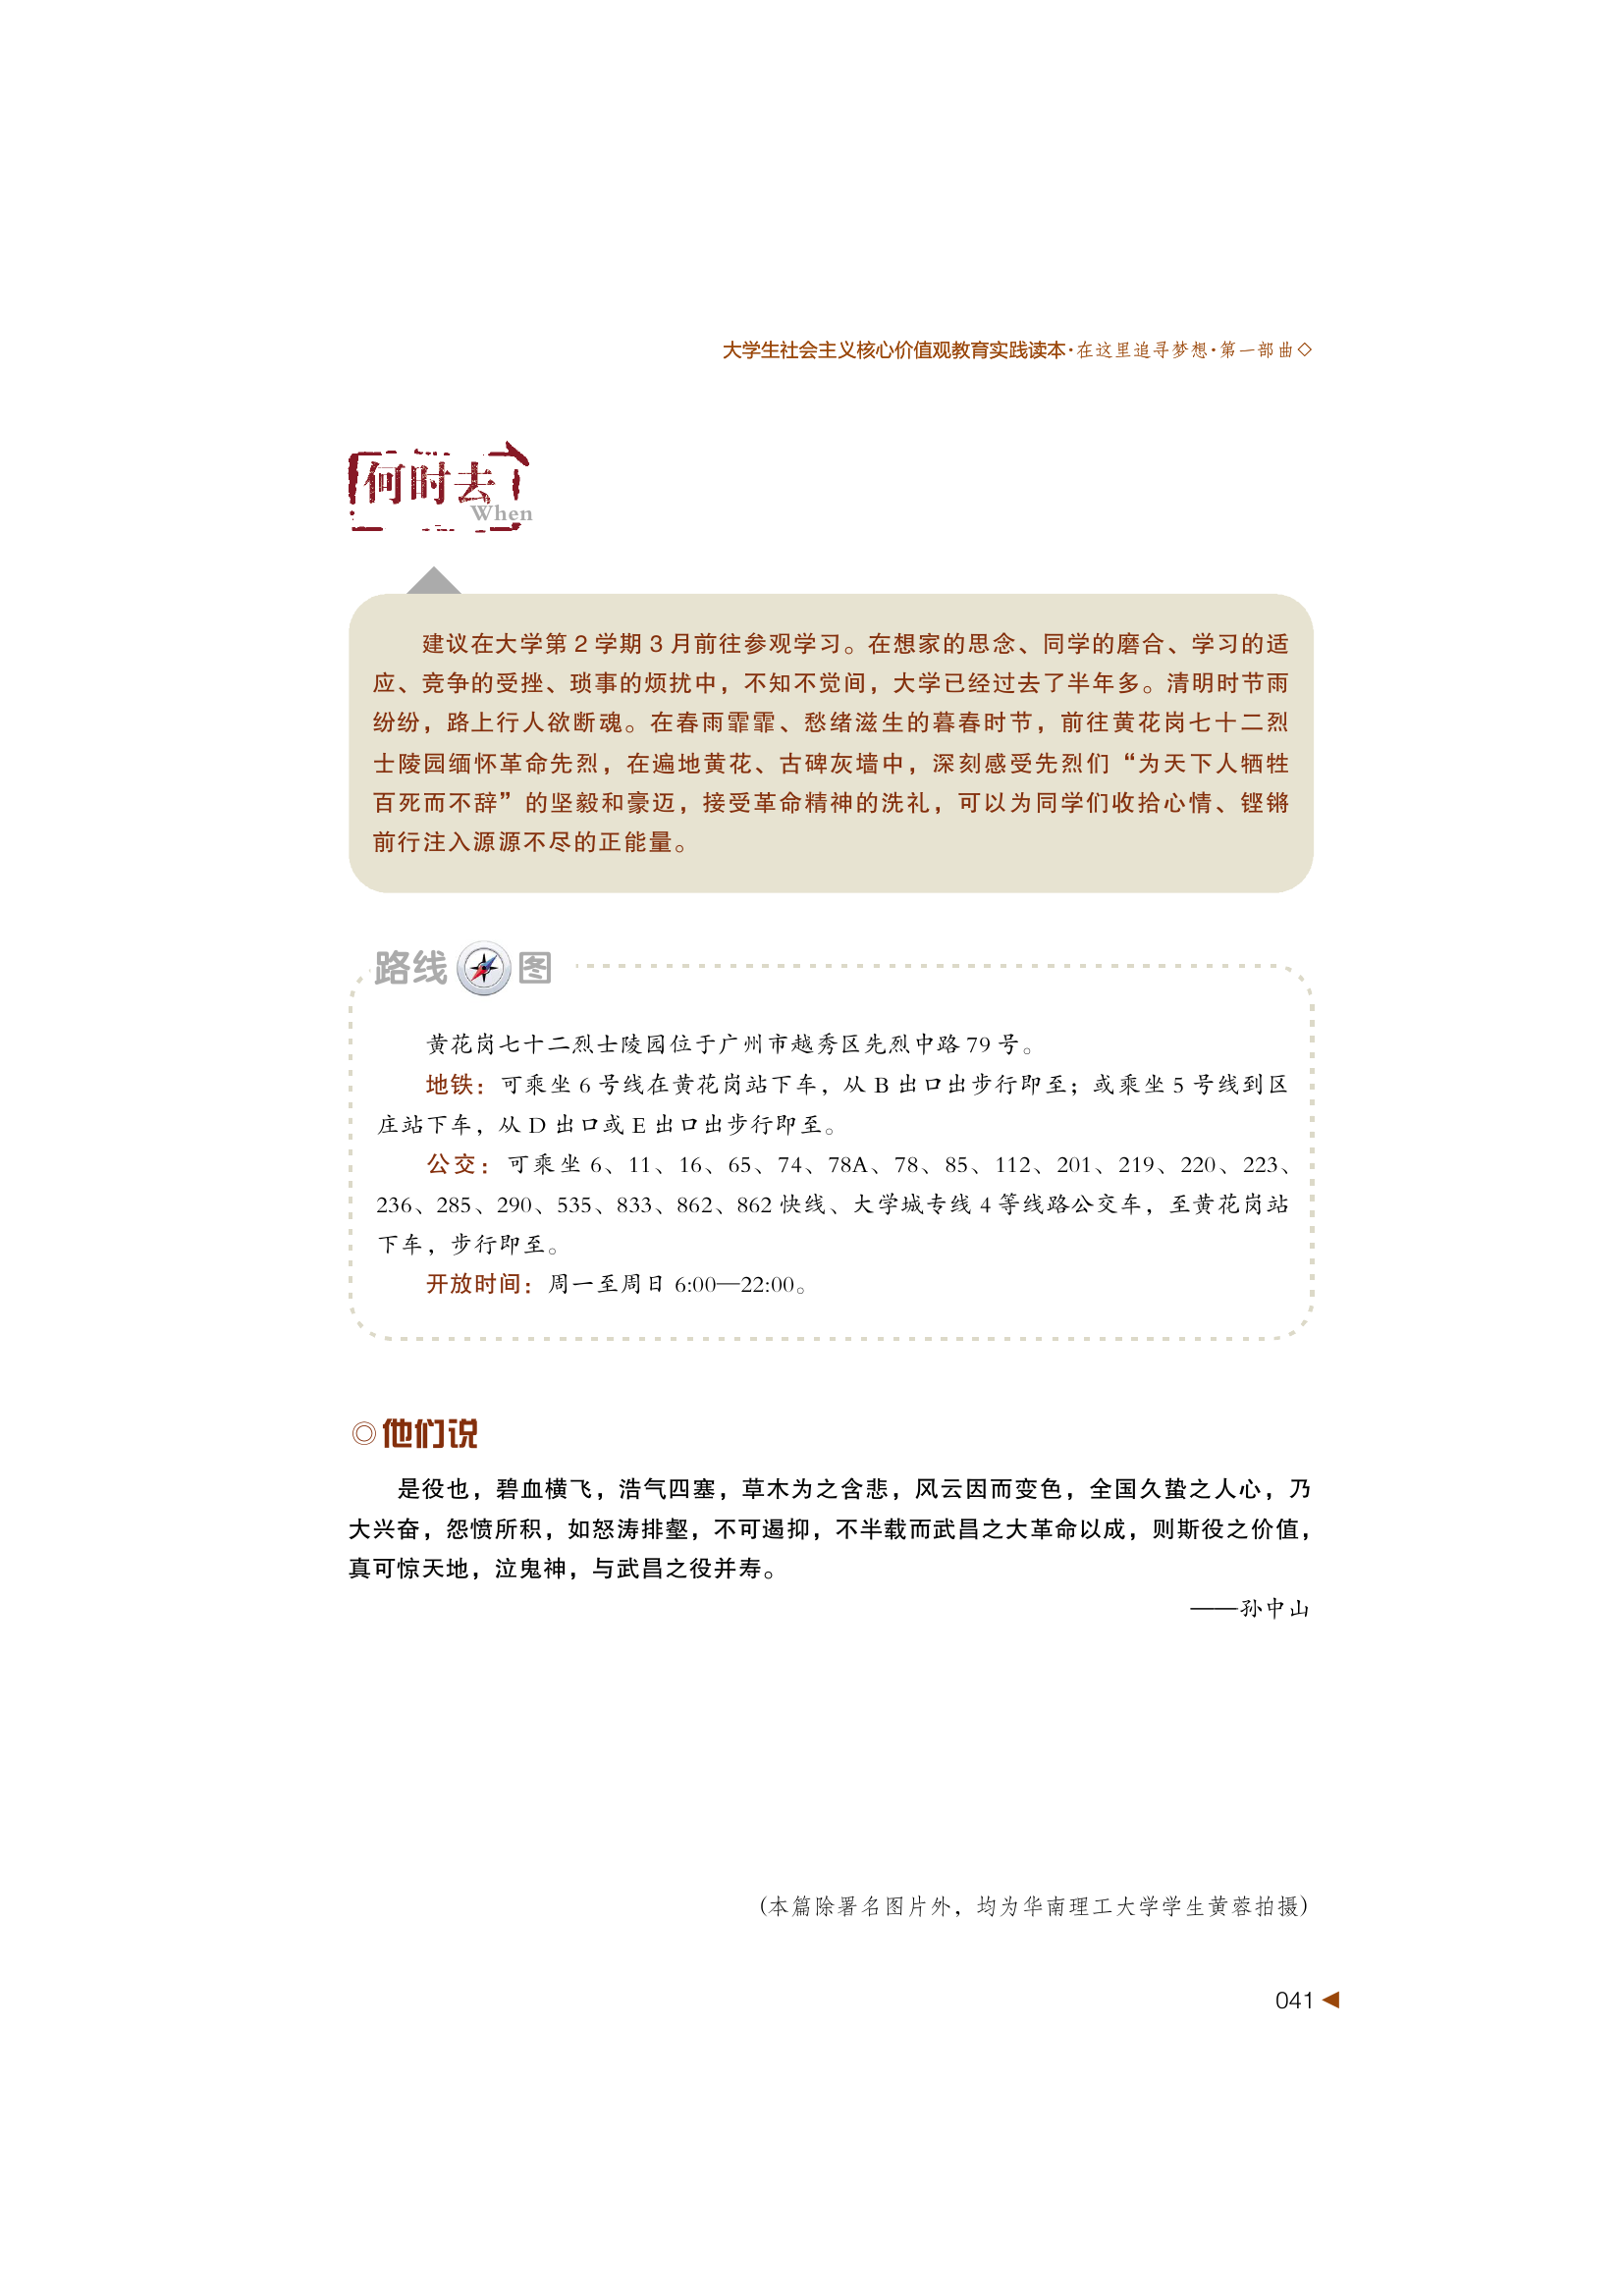 大学生社会主义核心价值观教育实践读本·在这里追寻梦想·第一部曲◇
何时去
When
建议在大学第 2 学期 3 月前往参观学习。在想家的思念、同学的磨合、学习的适
应、竞争的受挫、琐事的烦扰中，不知不觉间，大学已经过去了半年多。清明时节雨
纷纷，路上行人欲断魂。在春雨霏霏、愁绪滋生的暮春时节，前往黄花岗七十二烈
士陵园缅怀革命先烈，在遍地黄花、古碑灰墙中，深刻感受先烈们“为天下人牺牲
百死而不辞”的坚毅和豪迈，接受革命精神的洗礼，可以为同学们收拾心情、铿锵
前行注入源源不尽的正能量。
路线图
黄花岗七十二烈士陵园位于广州市越秀区先烈中路 79 号。
地铁：可乘坐 6 号线在黄花岗站下车，从 B 出口出步行即至；或乘坐 5 号线到区
庄站下车，从 D 出口或 E 出口出步行即至。
公交：可乘坐 6、11、16、65、74、78A、78、85、112、201、219、220、223、
236、285、290、535、833、862、862 快线、大学城专线 4 等线路公交车，至黄花岗站
下车，步行即至。
开放时间：周一至周日 6:00—22:00。
◎他们说
是役也，碧血横飞，浩气四塞，草木为之含悲，风云因而变色，全国久蛰之人心，乃
大兴奋，怨愤所积，如怒涛排壑，不可遏抑，不半载而武昌之大革命以成，则斯役之价值，
真可惊天地，泣鬼神，与武昌之役并寿。
——孙中山
(本篇除署名图片外，均为华南理工大学学生黄蓉拍摄)
041